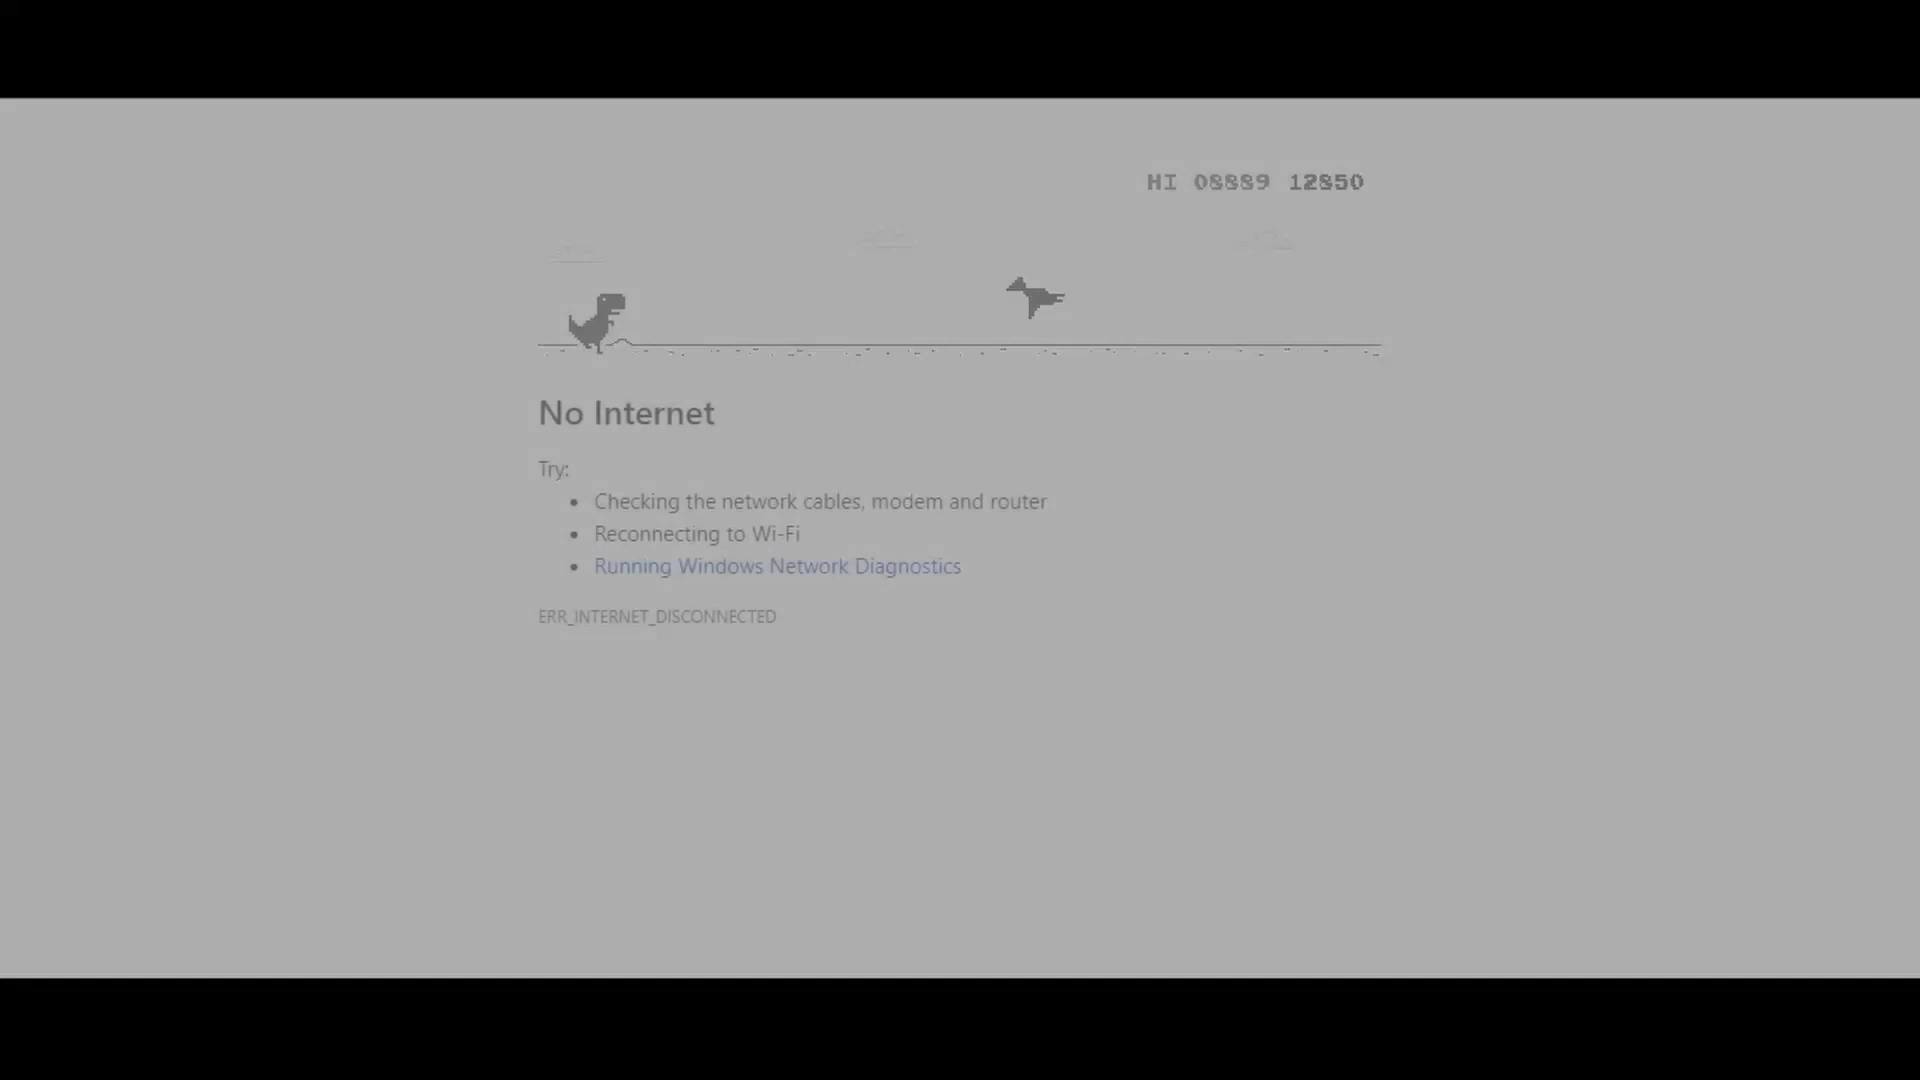 HI 08889 12850
No Internet
Try:
• Checking the network cables, modem and router
• Reconnecting to Wi-Fi
• Running Windows Network Diagnostics
ERR_INTERNET_DISCONNECTED